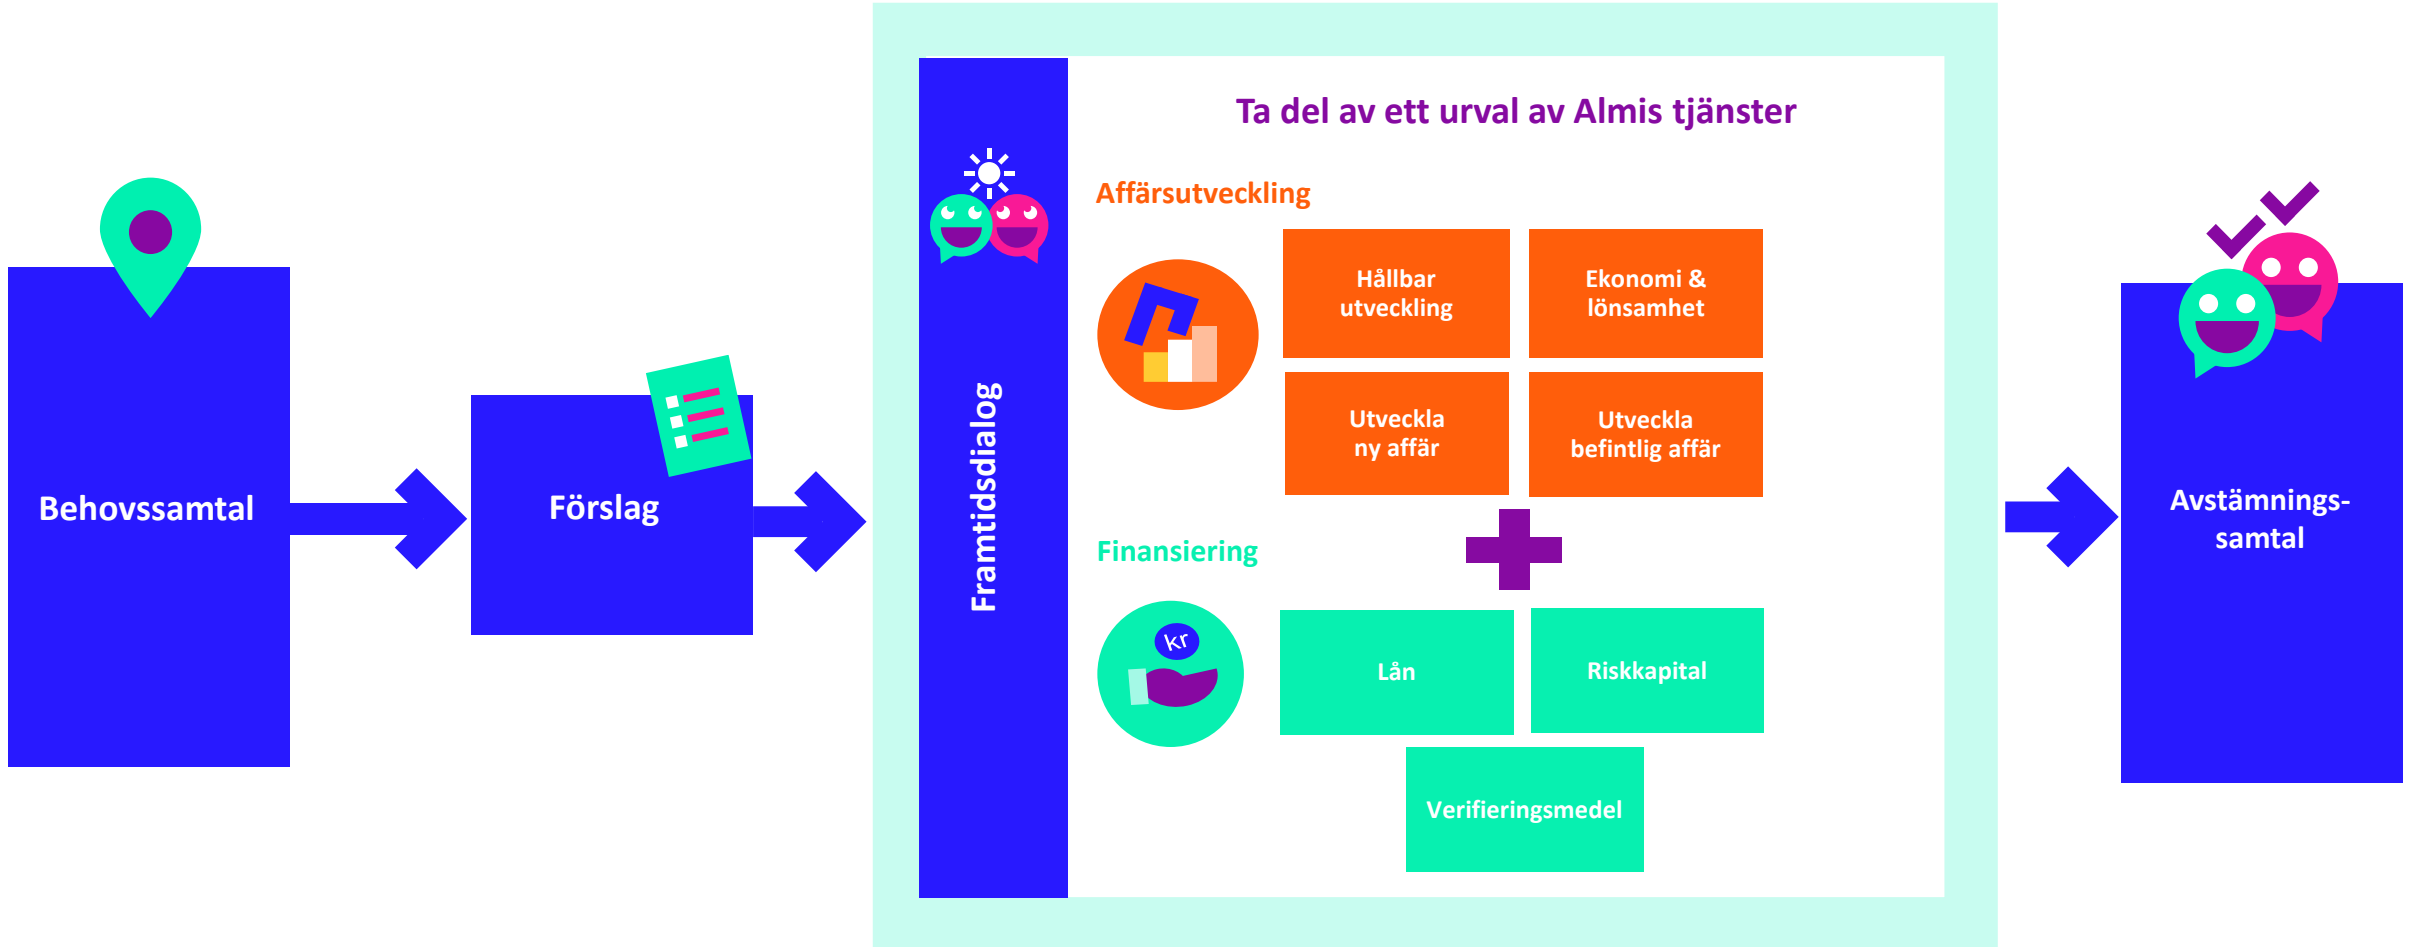 Behovssamtal
Förslag
Framtidsdialog
Ta del av ett urval av Almis tjänster
Affärsutveckling
Hållbar
utveckling
Ekonomi &
lönsamhet
Utveckla
ny affär
Utveckla
befintlig affär
Finansiering
kr
Lån
Riskkapital
Verifieringsmedel
Avstämnings-
samtal